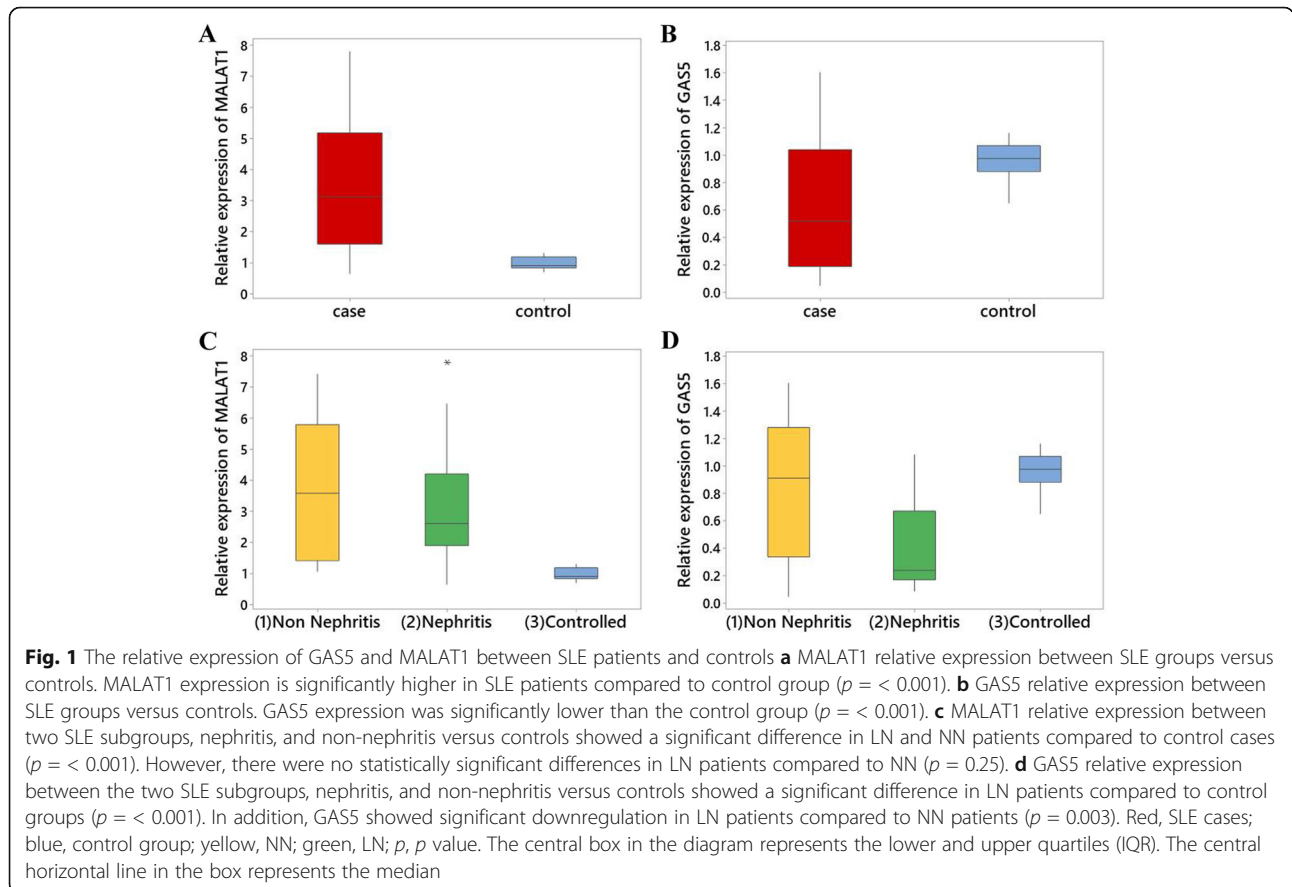 A
Relative expression of MALAT1
8
7
6
5
4
3
2
1
0
case control
B
Relative expression of GAS5
1.8
1.6
1.4
1.2
1.0
0.8
0.6
0.4
0.2
0.0
case control
C
Relative expression of MALAT1
8
7
6
5
4
3
2
1
0
*
(1)Non Nephritis (2)Nephritis (3)Controlled
D
Relative expression of GAS5
1.8
1.6
1.4
1.2
1.0
0.8
0.6
0.4
0.2
0.0
(1)Non Nephritis (2)Nephritis (3)Controlled
Fig. 1 The relative expression of GAS5 and MALAT1 between SLE patients and controls a MALAT1 relative expression between SLE groups versus
controls. MALAT1 expression is significantly higher in SLE patients compared to control group (p = < 0.001). b GAS5 relative expression between
SLE groups versus controls. GAS5 expression was significantly lower than the control group (p = < 0.001). c MALAT1 relative expression between
two SLE subgroups, nephritis, and non-nephritis versus controls showed a significant difference in LN and NN patients compared to control cases
(p = < 0.001). However, there were no statistically significant differences in LN patients compared to NN (p = 0.25). d GAS5 relative expression
between the two SLE subgroups, nephritis, and non-nephritis versus controls showed a significant difference in LN patients compared to control
groups (p = < 0.001). In addition, GAS5 showed significant downregulation in LN patients compared to NN patients (p = 0.003). Red, SLE cases;
blue, control group; yellow, NN; green, LN; p, p value. The central box in the diagram represents the lower and upper quartiles (IQR). The central
horizontal line in the box represents the median